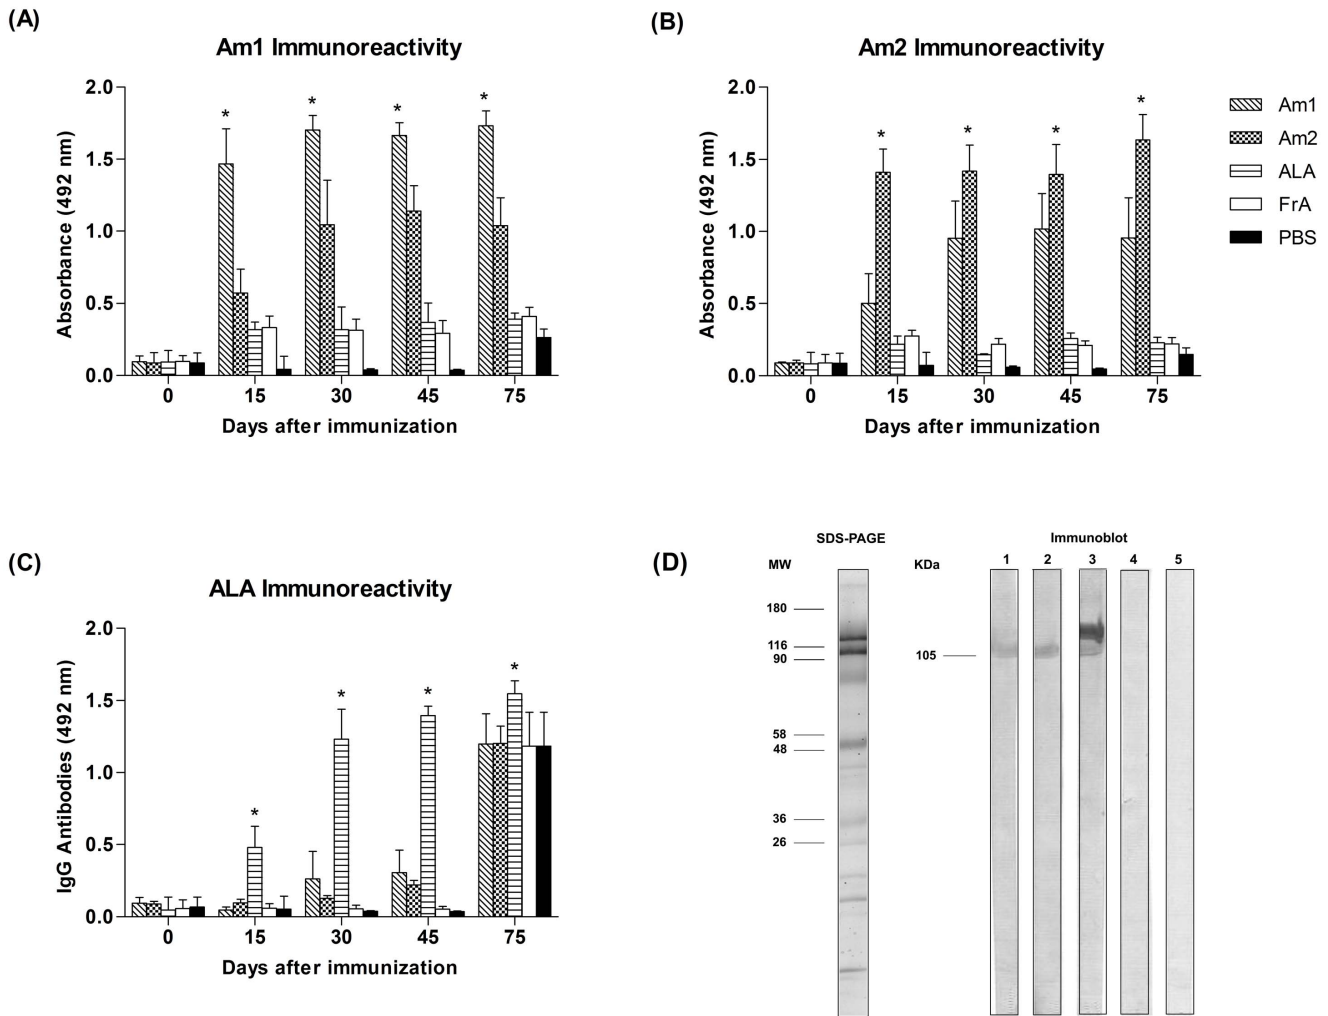 (A)
Am1 Immunoreactivity
Absorbance (492 nm)
2.0
1.5
1.0
0.5
0.0
* * * *
0 15 30 45 75
Days after immunization
(B)
Am2 Immunoreactivity
Absorbance (492 nm)
2.0
1.5
1.0
0.5
0.0
* * * *
0 15 30 45 75
Days after immunization
Am1
Am2
ALA
FrA
PBS
(C)
ALA Immunoreactivity
IgG Antibodies (492 nm)
2.0
1.5
1.0
0.5
0.0
* * * *
0 15 30 45 75
Days after immunization
(D)
SDS-PAGE
MW
180
116
90
58
48
36
26
Immunoblot
KDa
1 2 3 4 5
105